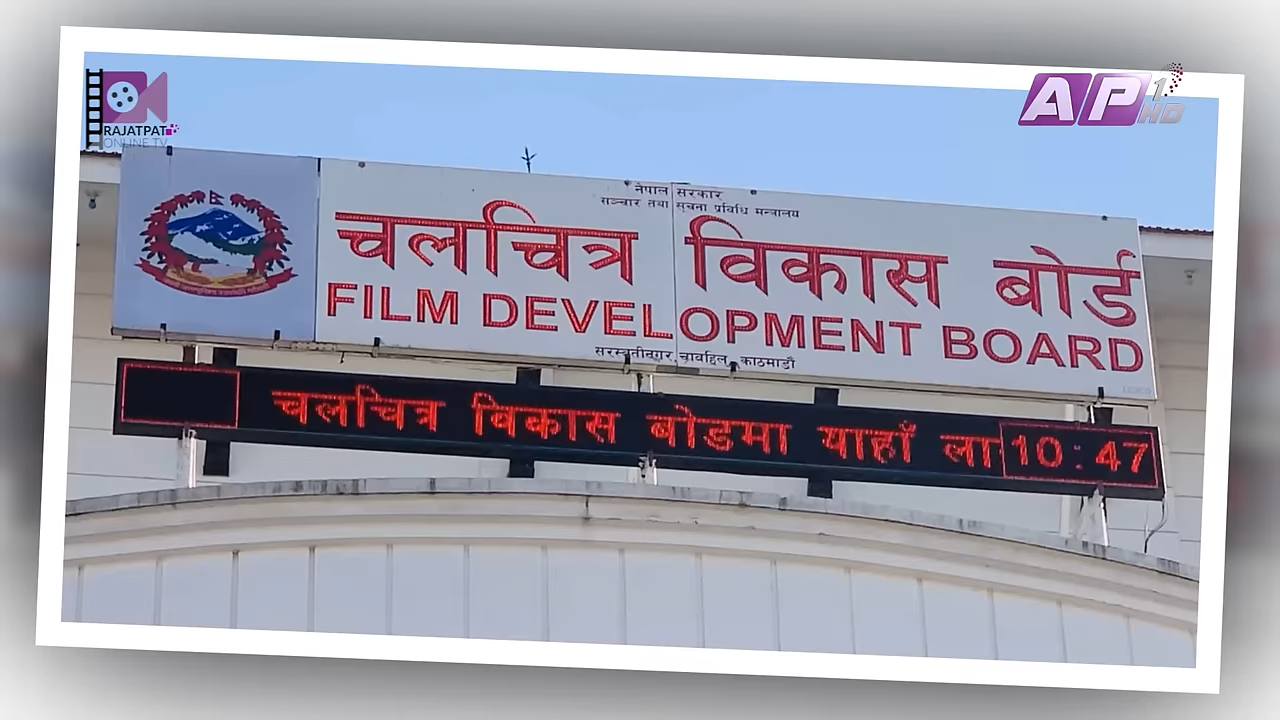 RAJATPAT
ONLINE TV
AP1 HD
नेपाल सरकार
सञ्चार तथा सूचना प्रविधि मन्त्रालय
चलचित्र विकास बोर्ड
FILM DEVELOPMENT BOARD
सरस्वतीनगर, चावहिल, काठमाडौं
चलचित्र विकास बोर्डमा यहाँ ला 10:47